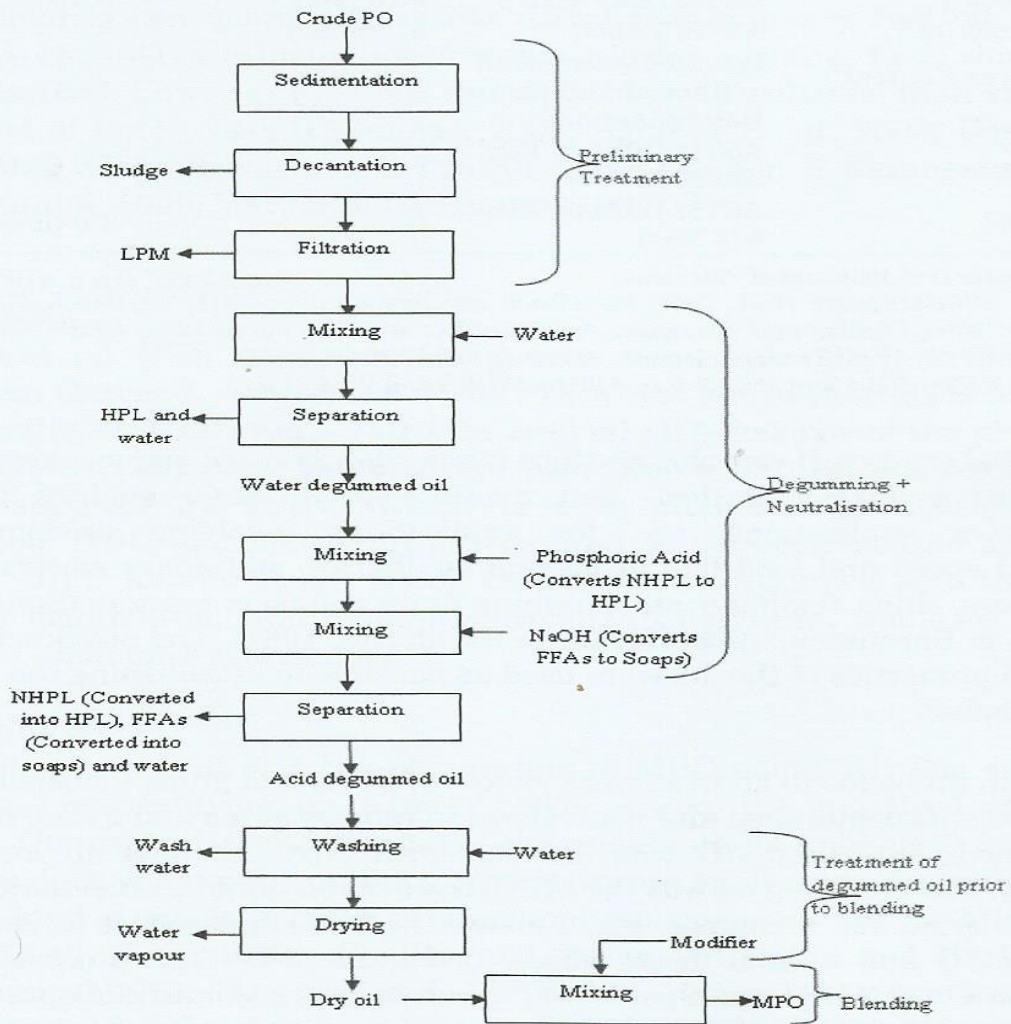 Crude PO
Sedimentation
Decantation
Sludge
Preliminary
Treatment
Filtration
LPM
Mixing
Water
Separation
HPL and
water
Water degummed oil
Degumming +
Neutralisation
Mixing
Phosphoric Acid
(Converts NHPL to
HPL)
Mixing
NaOH (Converts
FFAs to Soaps)
Separation
NHPL (Converted
into HPL), FFAs
(Converted into
soaps) and water
Acid degummed oil
Washing
Wash
water
Water
Treatment of
degummed oil prior
to blending
Drying
Water
vapour
Modifier
Dry oil
Mixing
MPO
Blending